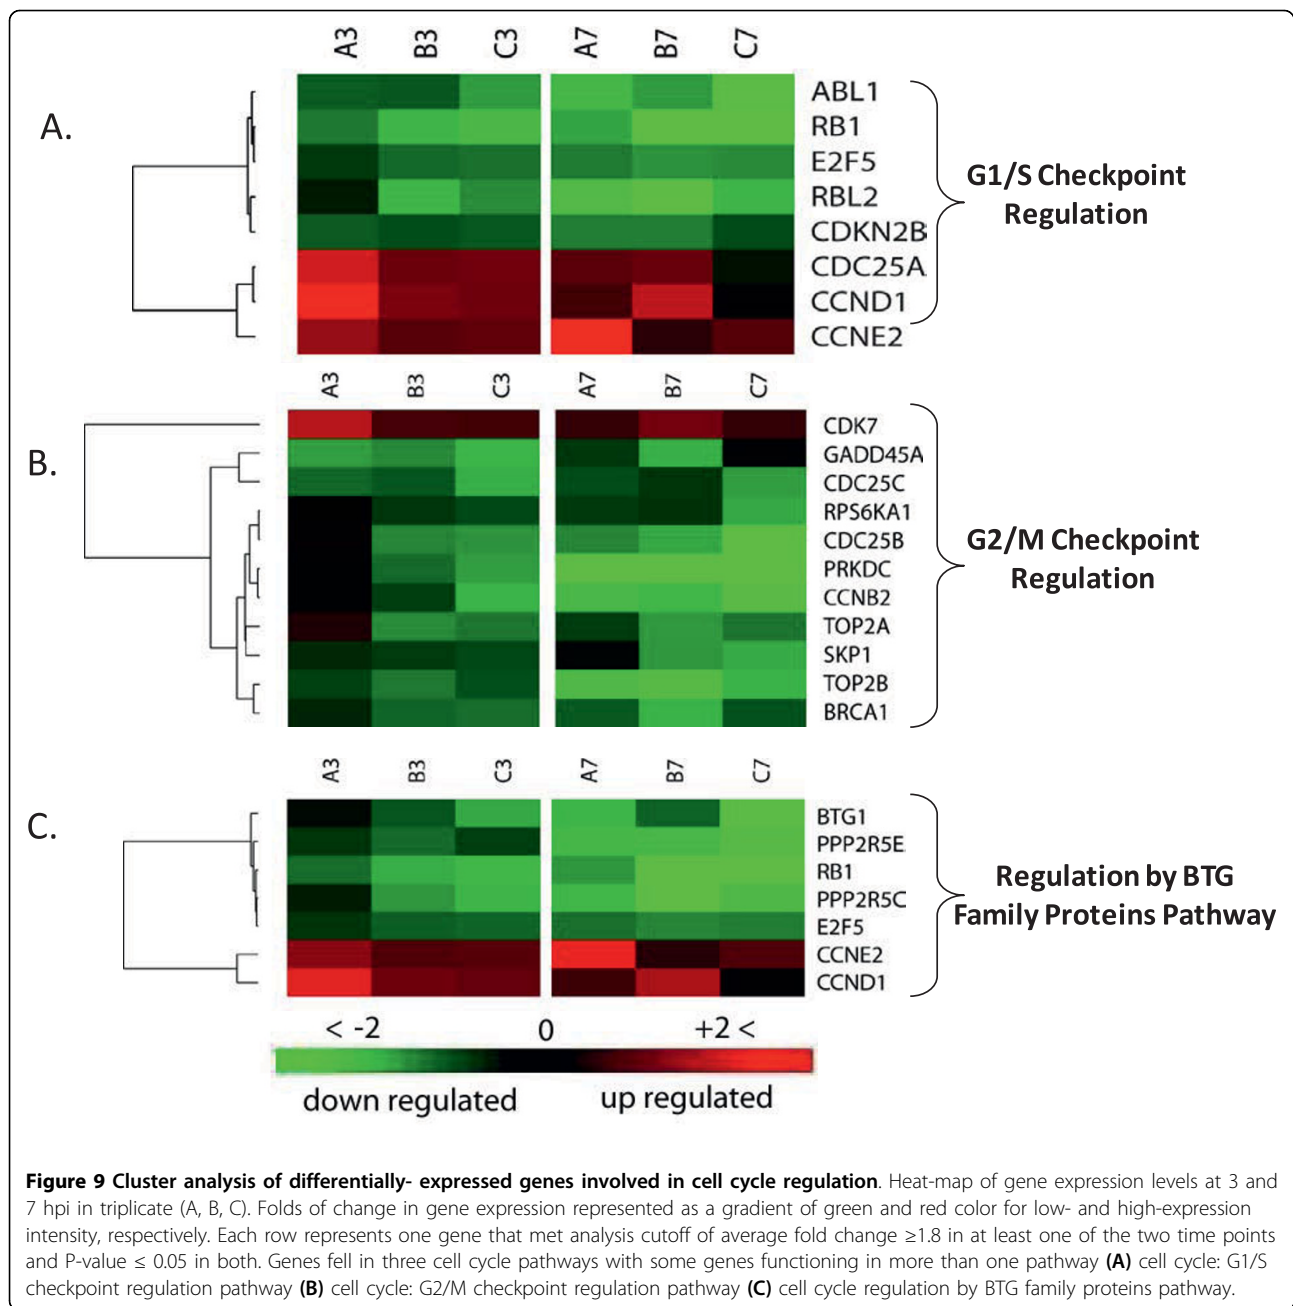 A3 B3 C3 A7 B7 C7
A.
ABL1
RB1
E2F5
RBL2
CDKN2B
CDC25A
CCND1
CCNE2
G1/S Checkpoint
Regulation
A3 B3 C3 A7 B7 C7
B.
CDK7
GADD45A
CDC25C
RPS6KA1
CDC25B
PRKDC
CCNB2
TOP2A
SKP1
TOP2B
BRCA1
G2/M Checkpoint
Regulation
A3 B3 C3 A7 B7 C7
C.
BTG1
PPP2R5E
RB1
PPP2R5C
E2F5
CCNE2
CCND1
Regulation by BTG
Family Proteins Pathway
< -2 0 +2 <
down regulated up regulated
Figure 9 Cluster analysis of differentially- expressed genes involved in cell cycle regulation. Heat-map of gene expression levels at 3 and
7 hpi in triplicate (A, B, C). Folds of change in gene expression represented as a gradient of green and red color for low- and high-expression
intensity, respectively. Each row represents one gene that met analysis cutoff of average fold change ≥1.8 in at least one of the two time points
and P-value ≤ 0.05 in both. Genes fell in three cell cycle pathways with some genes functioning in more than one pathway (A) cell cycle: G1/S
checkpoint regulation pathway (B) cell cycle: G2/M checkpoint regulation pathway (C) cell cycle regulation by BTG family proteins pathway.